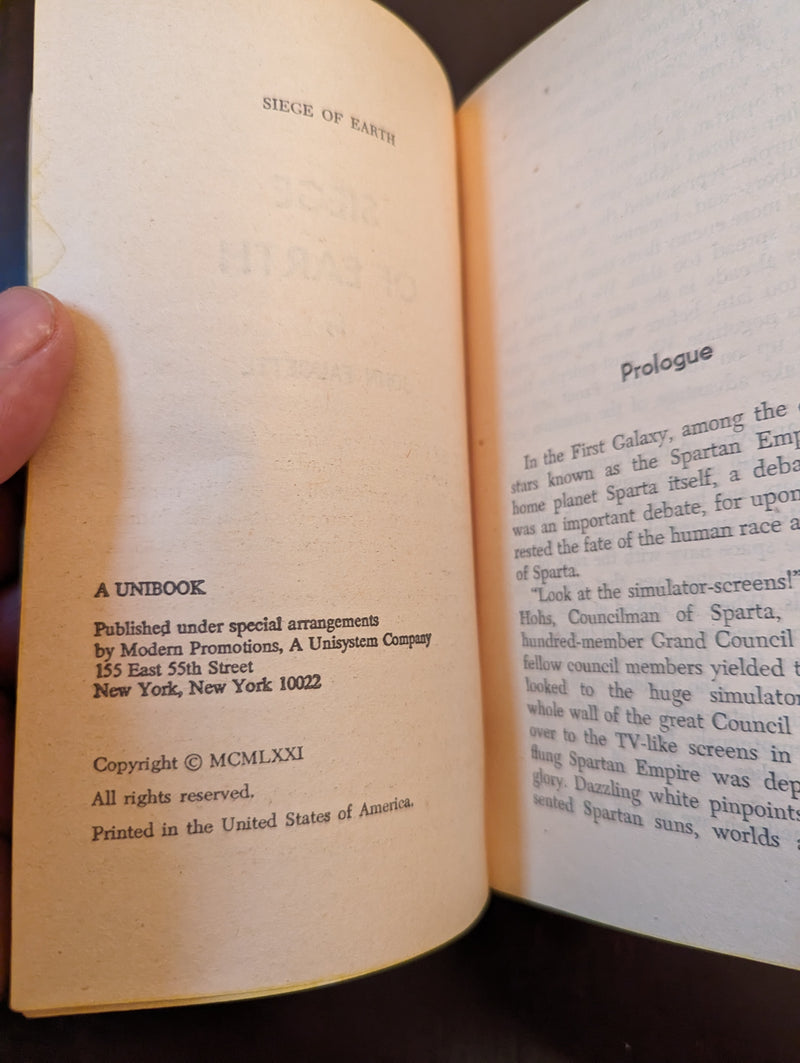 SIEGE OF EARTH
A UNIBOOK
Published under special arrangements
by Modern Promotions, A Unisystem Company
155 East 55th Street
New York, New York 10022
Copyright © MCMLXXI
All rights reserved.
Printed in the United States of America.
Prologue
In the First Galaxy, among the
stars known as the Spartan
home planet Sparta itself, a
was an important debate, for upon
rested the fate of the human race
of Sparta.
"Look at the simulator-screens!"
Hohs, Councilman of Sparta,
hundred-member Grand Council
fellow council members yielded
looked to the huge
whole wall of the great Council
over to the TV-like screens in
flung Spartan Empire was
glory. Dazzling white pinpoints
sented Spartan suns, worlds